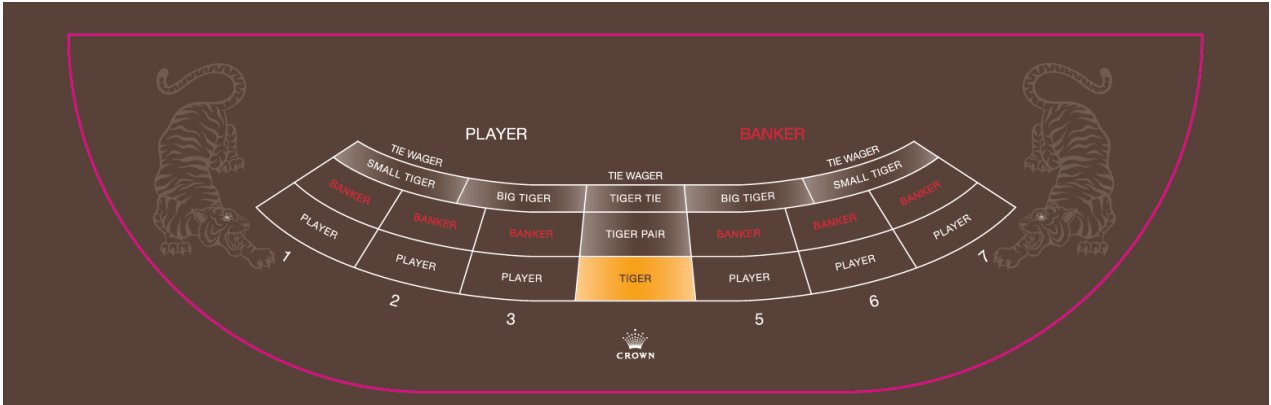 PLAYER BANKER
TIE WAGER TIE WAGER TIE WAGER
SMALL TIGER BIG TIGER TIGER TIE BIG TIGER SMALL TIGER
BANKER BANKER BANKER TIGER PAIR BANKER BANKER BANKER
PLAYER PLAYER PLAYER TIGER PLAYER PLAYER PLAYER
1 2 3 5 6 7
CROWN